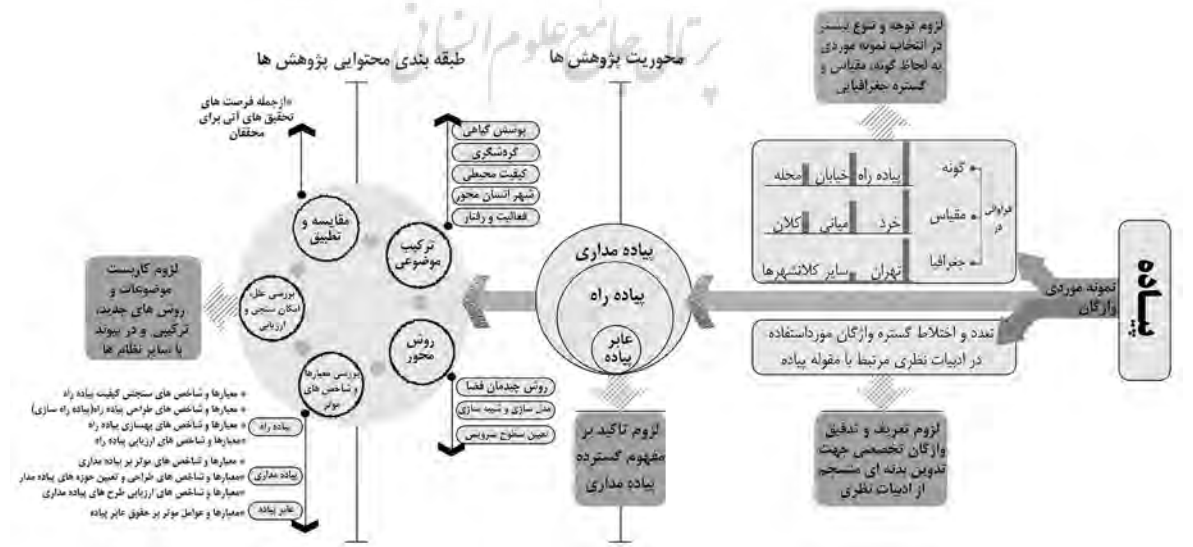 پرتال جامع علوم انسانی
پیاده
نمونه موردی
واژگان
لزوم توجه و تنوع بیشتر
در انتخاب نمونه موردی
به لحاظ گونه، مقیاس و
گستره جغرافیایی
فراوانی
در
گونه
مقیاس
جغرافیا
پیاده راه خیابان محله
خرد میانی کلان
تهران سایر کلانشهرها
تعدد و اختلاط گستره واژگان مورداستفاده
در ادبیات نظری مرتبط با مقوله پیاده
لزوم تعریف و تدقیق
واژگان تخصصی جهت
تدوین بدنه ای منسجم
از ادبیات نظری
محوریت پژوهش ها
پیاده مداری
پیاده راه
عابر
پیاده
لزوم تاکید بر
مفهوم گسترده
پیاده مداری
طبقه بندی محتوایی پژوهش ها
پوشش گیاهی
گردشگری
کیفیت محیطی
شهر انسان محور
فعالیت و رفتار
ترکیب
موضوعی
روش
محور
روش چیدمان فضا
مدل سازی و شبیه سازی
تعیین سطوح سرویس
*ازجمله فرصت های
تحقیق های آتی برای
محققان
مقایسه و
تطبیق
بررسی علل،
امکان سنجی و
ارزیابی
بررسی معیارها
و شاخص های
موثر
لزوم کاربست
موضوعات و
روش های جدید،
ترکیبی و در پیوند
با سایر نظام ها
پیاده راه
* معیارها و شاخص های سنجش کیفیت پیاده راه
* معیارها و شاخص های طراحی پیاده راه(پیاده راه سازی)
* معیارها و شاخص های بهسازی پیاده راه
*معیارها و شاخص های ارزیابی پیاده راه
پیاده مداری
* معیارها و شاخص های موثر بر پیاده مداری
*معیارها و شاخص های طراحی و تعیین حوزه های پیاده مدار
*معیارها و شاخص های ارزیابی طرح های پیاده مداری
عابر پیاده
*معیارها و عوامل موثر بر حقوق عابر پیاده